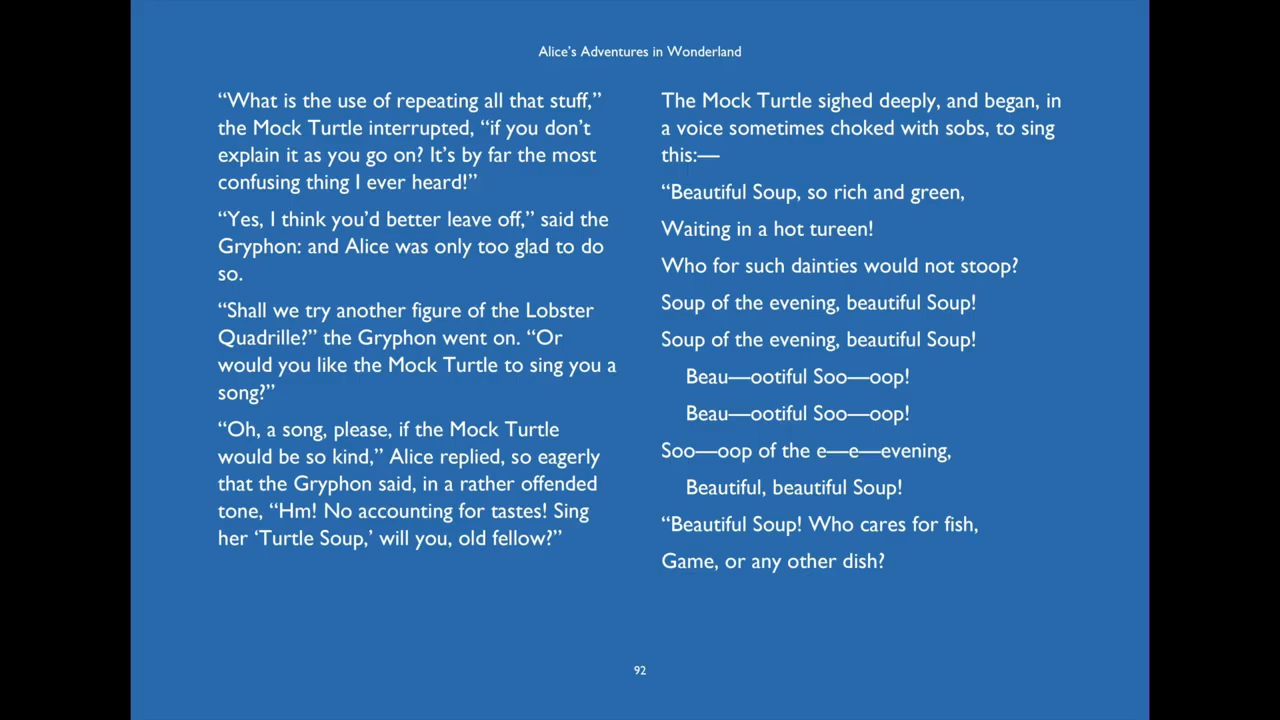 Alice’s Adventures in Wonderland
“What is the use of repeating all that stuff,”
the Mock Turtle interrupted, “if you don’t
explain it as you go on? It’s by far the most
confusing thing I ever heard!”
“Yes, I think you’d better leave off,” said the
Gryphon: and Alice was only too glad to do
so.
“Shall we try another figure of the Lobster
Quadrille?” the Gryphon went on. “Or
would you like the Mock Turtle to sing you a
song?”
“Oh, a song, please, if the Mock Turtle
would be so kind,” Alice replied, so eagerly
that the Gryphon said, in a rather offended
tone, “Hm! No accounting for tastes! Sing
her ‘Turtle Soup,’ will you, old fellow?”
The Mock Turtle sighed deeply, and began, in
a voice sometimes choked with sobs, to sing
this:—
“Beautiful Soup, so rich and green,
Waiting in a hot tureen!
Who for such dainties would not stoop?
Soup of the evening, beautiful Soup!
Soup of the evening, beautiful Soup!
Beau—ootiful Soo—oop!
Beau—ootiful Soo—oop!
Soo—oop of the e—e—evening,
Beautiful, beautiful Soup!
“Beautiful Soup! Who cares for fish,
Game, or any other dish?
92